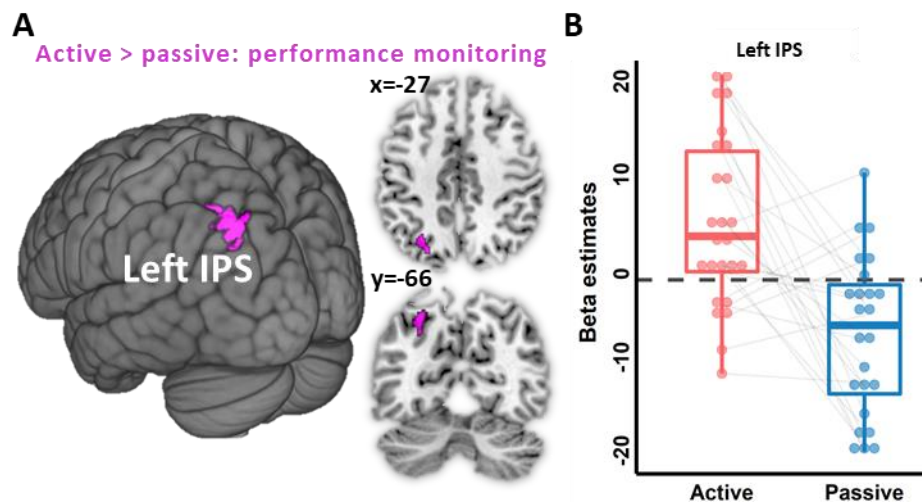 A
Active > passive: performance monitoring
x=-27
Left IPS
y=-66
B
Left IPS
Beta estimates
20
10
0
-10
-20
Active
Passive